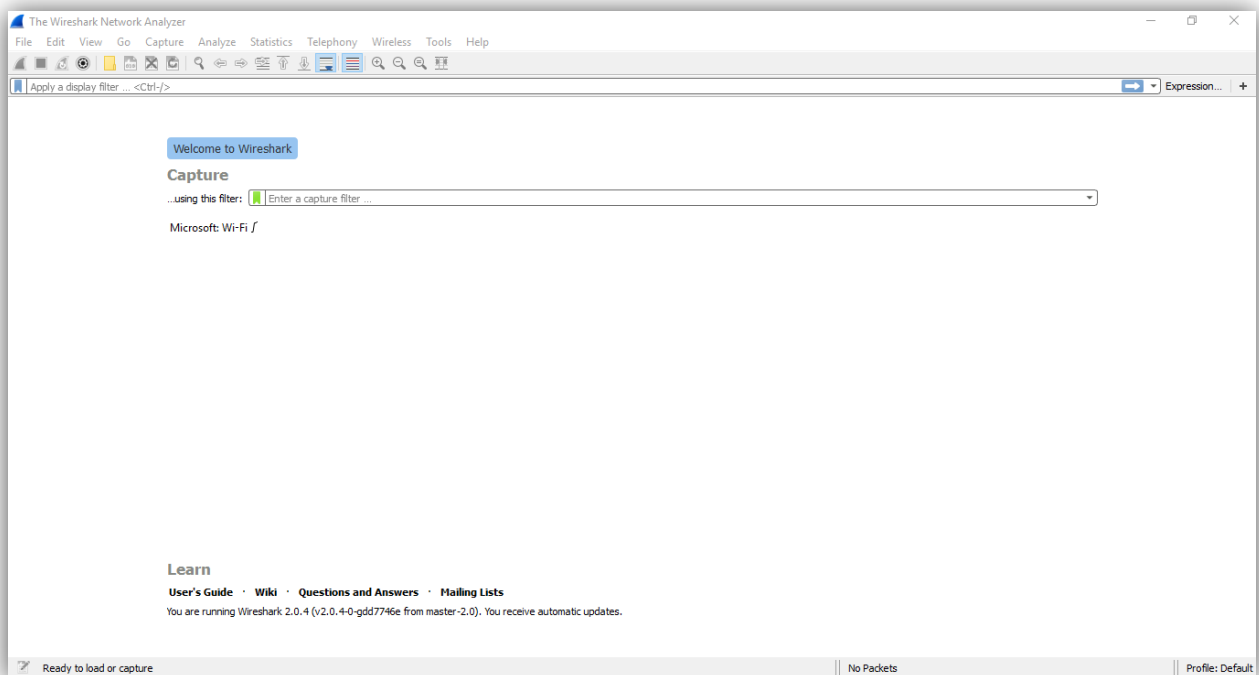 The Wireshark Network Analyzer
File Edit View Go Capture Analyze Statistics Telephony Wireless Tools Help
Apply a display filter ... <Ctrl-/> Expression... +
Welcome to Wireshark
Capture
...using this filter: Enter a capture filter ...
Microsoft: Wi-Fi
Learn
User's Guide · Wiki · Questions and Answers · Mailing Lists
You are running Wireshark 2.0.4 (v2.0.4-0-gdd7746e from master-2.0). You receive automatic updates.
Ready to load or capture No Packets Profile: Default